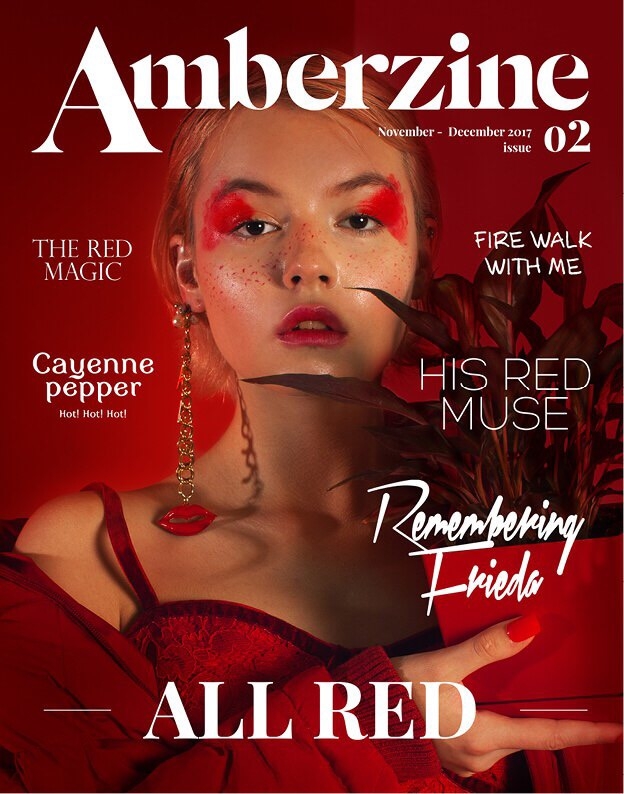 Amberzine
November - December 2017
issue 02
THE RED
MAGIC
FIRE WALK
WITH ME
Cayenne
pepper
Hot! Hot! Hot!
HIS RED
MUSE
Remembering
Frieda
ALL RED